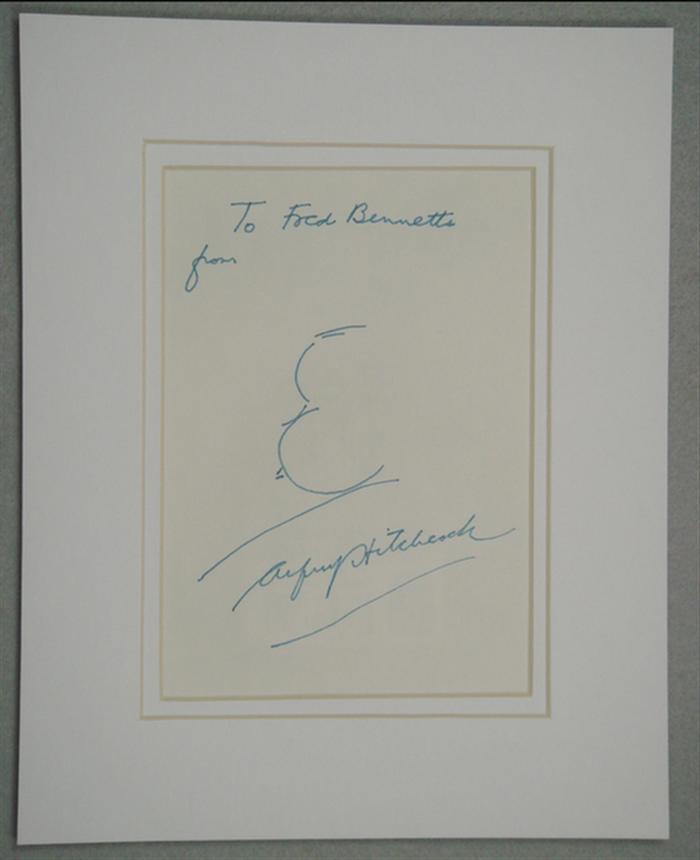 To Fred Bennetts
from
Alfred Hitchcock